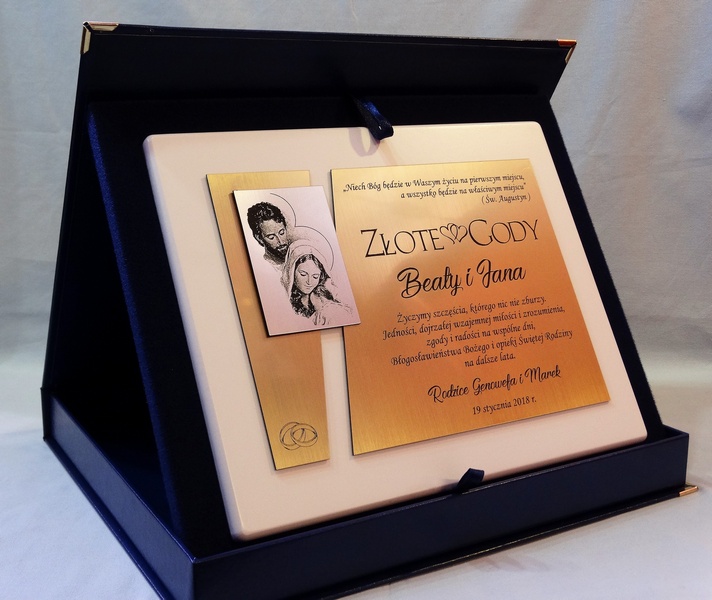 „Niech Bóg będzie w Waszym życiu na pierwszym miejscu,
a wszystko będzie na właściwym miejscu"
( Św. Augustyn )
ZŁOTE GODY
Beaty i Jana
Życzymy szczęścia, którego nic nie zburzy.
Jedności, dojrzałej wzajemnej miłości i zrozumienia,
zgody i radości na wspólne dni,
Błogosławieństwa Bożego i opieki Świętej Rodziny
na dalsze lata.
Rodzice Genowefa i Marek
19 stycznia 2018 r.